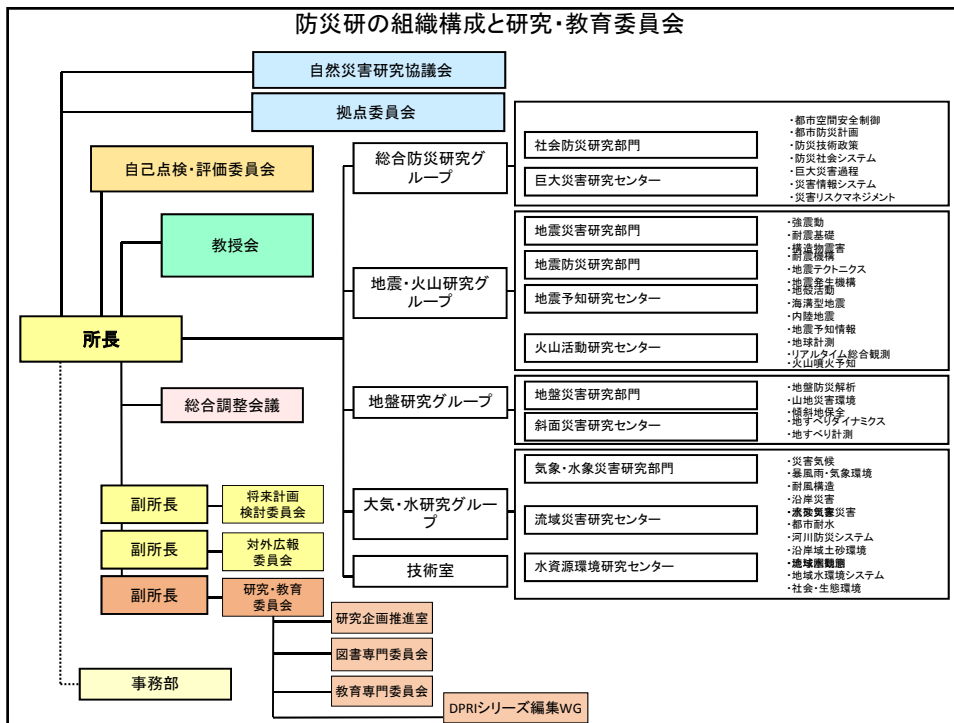 防災研の組織構成と研究・教育委員会
自然災害研究協議会
拠点委員会
自己点検・評価委員会
教授会
所長
総合調整会議
副所長
将来計画
検討委員会
副所長
対外広報
委員会
副所長
研究・教育
委員会
研究企画推進室
図書専門委員会
教育専門委員会
DPRIシリーズ編集WG
事務部
総合防災研究グ
ループ
社会防災研究部門
巨大災害研究センター
・都市空間安全制御
・都市防災計画
・防災技術政策
・防災社会システム
・巨大災害過程
・災害情報システム
・災害リスクマネジメント
地震・火山研究グ
ループ
地震災害研究部門
地震防災研究部門
地震予知研究センター
火山活動研究センター
・強震動
・耐震基礎
・構造物震害
・耐震機構
・地震テクトニクス
・地震発生機構
・地殻活動
・海溝型地震
・内陸地震
・地震予知情報
・地球計測
・リアルタイム総合観測
・火山噴火予知
地盤研究グループ
地盤災害研究部門
斜面災害研究センター
・地盤防災解析
・山地災害環境
・傾斜地保全
・地すべりダイナミクス
・地すべり計測
大気・水研究グル
ープ
気象・水象災害研究部門
流域災害研究センター
水資源環境研究センター
・災害気候
・暴風雨・気象環境
・耐風構造
・沿岸災害
・都市耐水
・河川防災システム
・沿岸域土砂環境
・地域水環境システム
・社会・生態環境
技術室